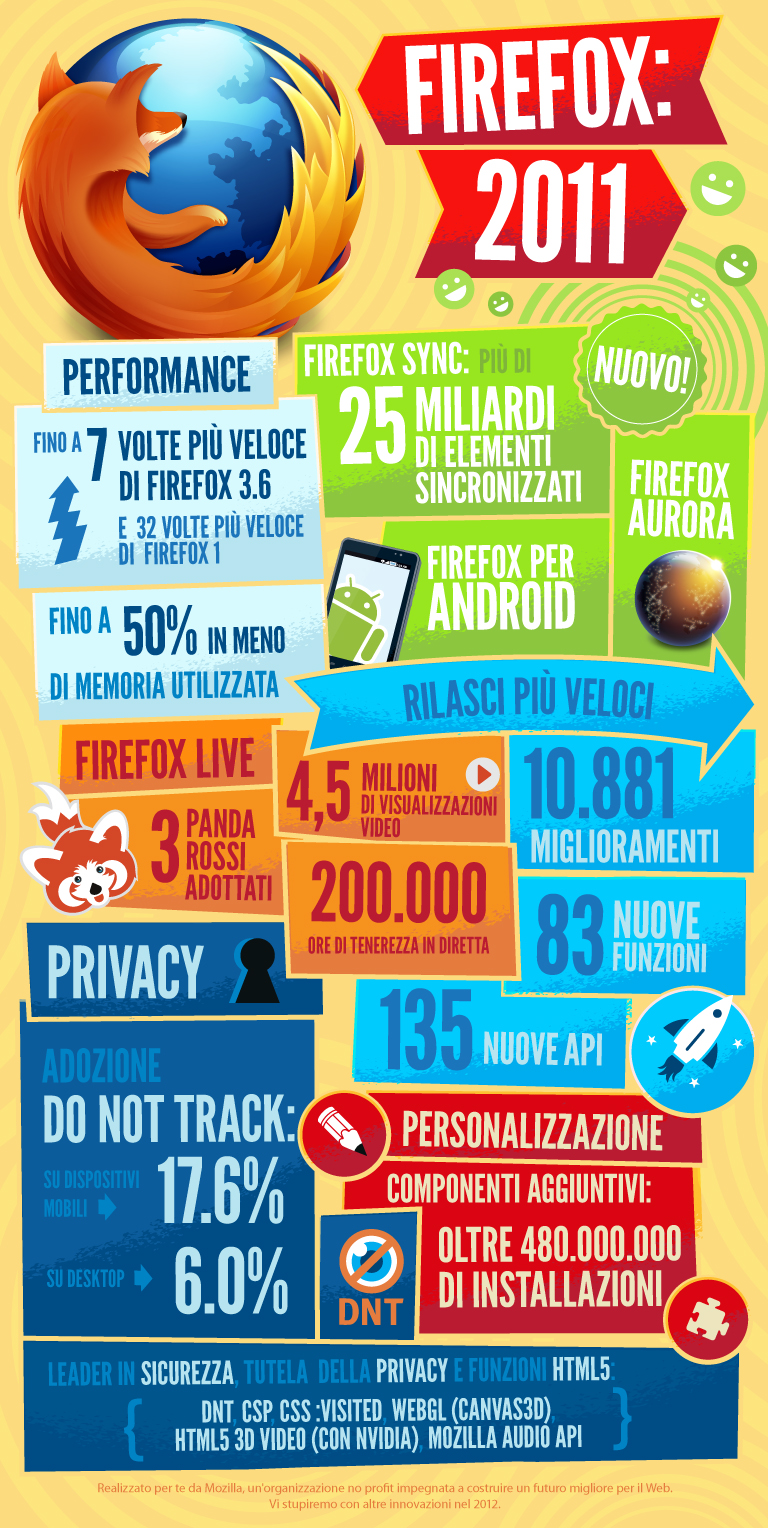 FIREFOX:
2011
PERFORMANCE
FINO A 7 VOLTE PIÙ VELOCE
DI FIREFOX 3.6
E 32 VOLTE PIÙ VELOCE
DI FIREFOX 1
FINO A 50% IN MENO
DI MEMORIA UTILIZZATA
FIREFOX SYNC: PIÙ DI
25 MILIARDI
DI ELEMENTI
SINCRONIZZATI
NUOVO!
FIREFOX
AURORA
FIREFOX PER
ANDROID
RILASCI PIÙ VELOCI
FIREFOX LIVE
3 PANDA
ROSSI
ADOTTATI
4,5 MILIONI
DI VISUALIZZAZIONI
VIDEO
200.000
ORE DI TENEREZZA IN DIRETTA
10.881
MIGLIORAMENTI
83 NUOVE
FUNZIONI
135 NUOVE API
PRIVACY
ADOZIONE
DO NOT TRACK:
SU DISPOSITIVI
MOBILI
17.6%
SU DESKTOP
6.0%
DNT
PERSONALIZZAZIONE
COMPONENTI AGGIUNTIVI:
OLTRE 480.000.000
DI INSTALLAZIONI
LEADER IN SICUREZZA, TUTELA DELLA PRIVACY E FUNZIONI HTML5:
{ DNT, CSP, CSS :VISITED, WEBGL (CANVAS3D),
HTML5 3D VIDEO (CON NVIDIA), MOZILLA AUDIO API }
Realizzato per te da Mozilla, un'organizzazione no profit impegnata a costruire un futuro migliore per il Web.
Vi stupiremo con altre innovazioni nel 2012.